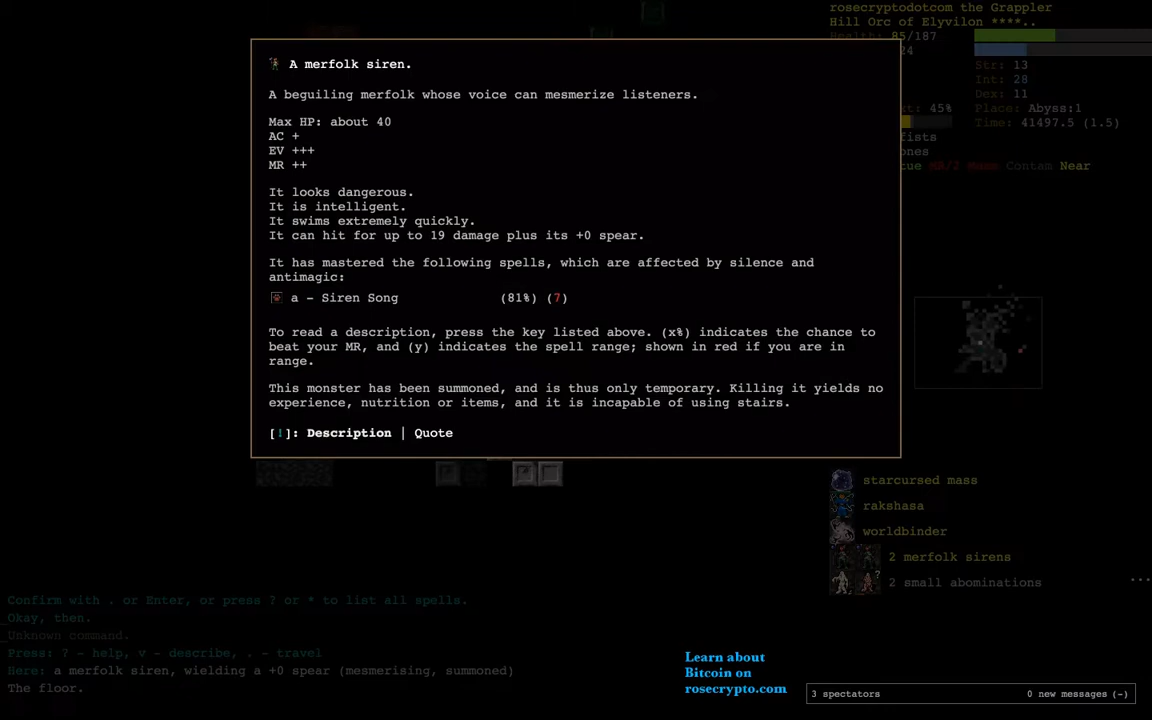 rosecryptodotcom the Grappler
Hill Orc of Elyvilon ****..
Health: 85/187
24
Str: 13
Int: 28
Dex: 11
xt: 45%
Place: Abyss:1
Time: 41497.5 (1.5)
fists
ones
Contam Near
A merfolk siren.
A beguiling merfolk whose voice can mesmerize listeners.
Max HP: about 40
AC +
EV +++
MR ++
It looks dangerous.
It is intelligent.
It swims extremely quickly.
It can hit for up to 19 damage plus its +0 spear.
It has mastered the following spells, which are affected by silence and
antimagic:
a - Siren Song (81%) (7)
To read a description, press the key listed above. (x%) indicates the chance to
beat your MR, and (y) indicates the spell range; shown in red if you are in
range.
This monster has been summoned, and is thus only temporary. Killing it yields no
experience, nutrition or items, and it is incapable of using stairs.
[!]: Description | Quote
starcursed mass
rakshasa
worldbinder
2 merfolk sirens
2 small abominations
...
Confirm with . or Enter, or press ? or * to list all spells.
_Okay, then.
_Unknown command.
Press: ? - help, v - describe, . - travel
Here: a merfolk siren, wielding a +0 spear (mesmerising, summoned)
The floor.
Learn about
Bitcoin on
rosecrypto.com
3 spectators 0 new messages (-)